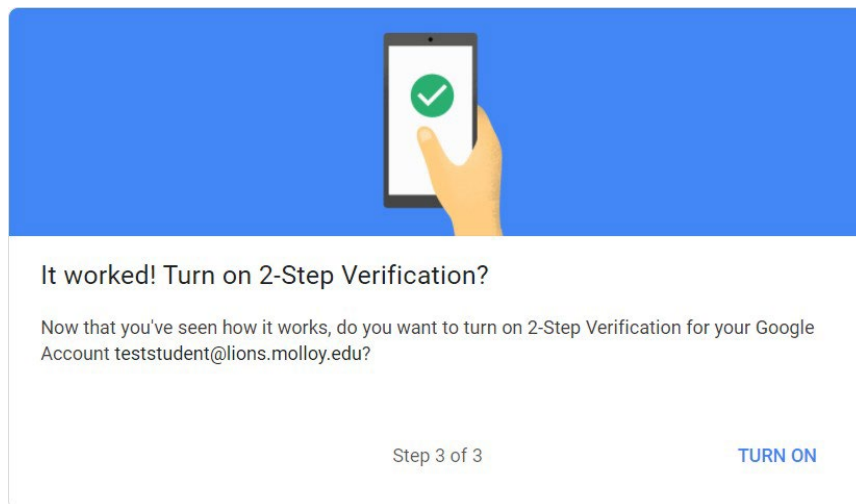 It worked! Turn on 2-Step Verification?
Now that you've seen how it works, do you want to turn on 2-Step Verification for your Google
Account teststudent@lions.molloy.edu?
Step 3 of 3
TURN ON